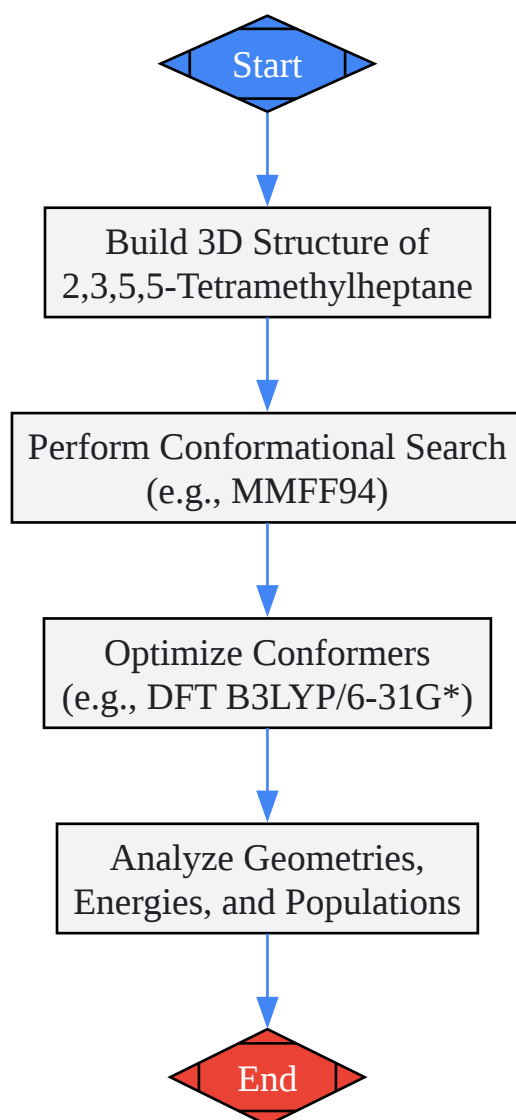 Start
Build 3D Structure of
2,3,5,5-Tetramethylheptane
Perform Conformational Search
(e.g., MMFF94)
Optimize Conformers
(e.g., DFT B3LYP/6-31G*)
Analyze Geometries,
Energies, and Populations
End